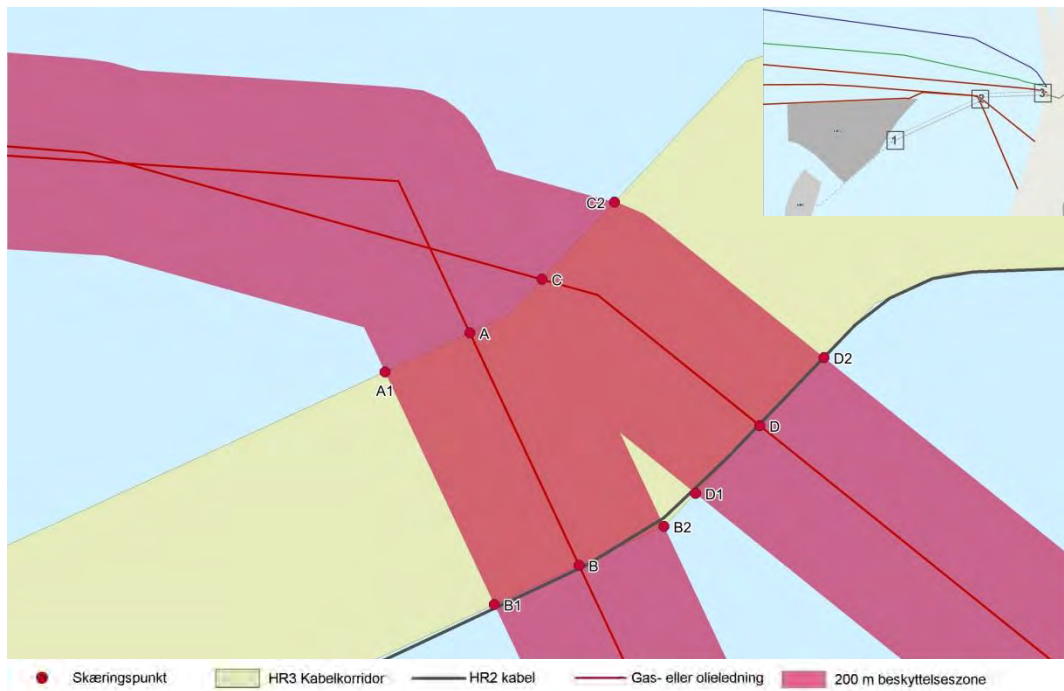 1
2
3
C2
C
A
A1
D2
D
D1
B2
B
B1
Skæringspunkt
HR3 Kabelkorridor
HR2 kabel
Gas- eller olieledning
200 m beskyttelseszone